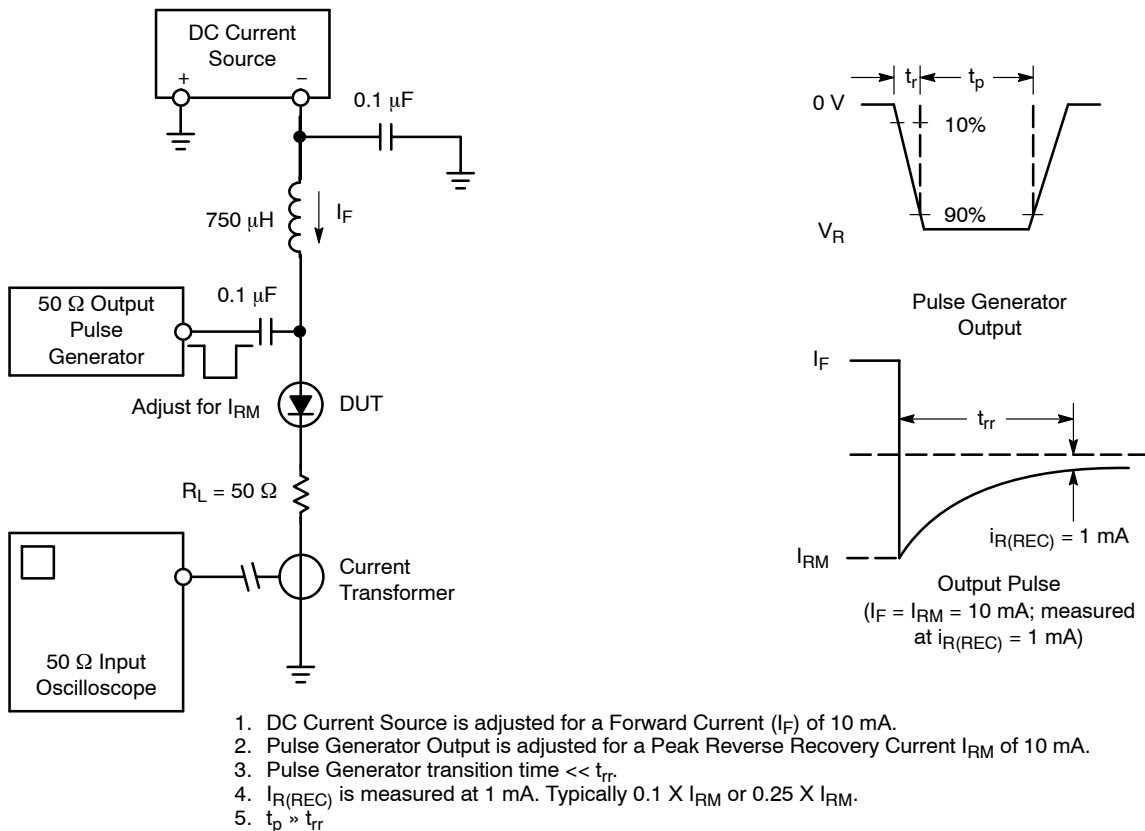 DC Current
Source
+
−
0.1 μF
750 μH
I_F
50 Ω Output
Pulse
Generator
0.1 μF
Adjust for I_RM
DUT
R_L = 50 Ω
Current
Transformer
50 Ω Input
Oscilloscope
t_r
t_p
0 V
10%
90%
V_R
Pulse Generator
Output
I_F
t_rr
i_R(REC) = 1 mA
I_RM
Output Pulse
(I_F = I_RM = 10 mA; measured
at i_R(REC) = 1 mA)
1. DC Current Source is adjusted for a Forward Current (I_F) of 10 mA.
2. Pulse Generator Output is adjusted for a Peak Reverse Recovery Current I_RM of 10 mA.
3. Pulse Generator transition time << t_rr.
4. I_R(REC) is measured at 1 mA. Typically 0.1 X I_RM or 0.25 X I_RM.
5. t_p » t_rr